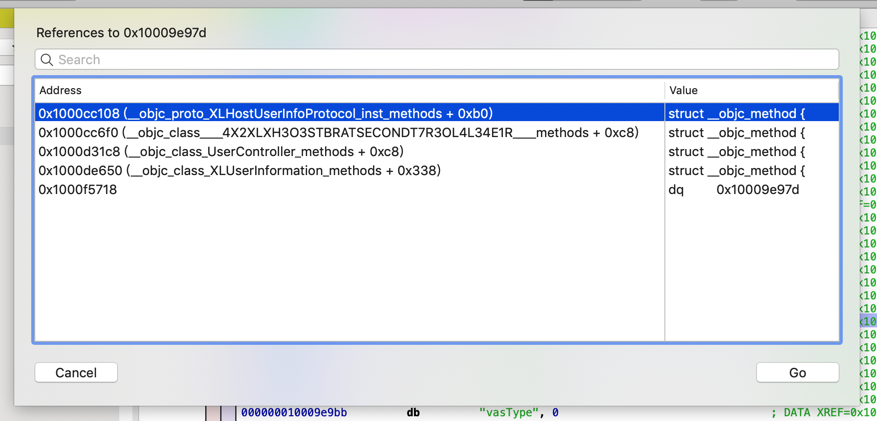 References to 0x10009e97d
Search
Address Value
0x1000cc108 (__objc_proto_XLHostUserInfoProtocol_inst_methods + 0xb0) struct __objc_method {
0x1000cc6f0 (__objc_class____4X2XLXH3O3STBRATSECONDT7R3OL4L34E1R____methods + 0xc8) struct __objc_method {
0x1000d31c8 (__objc_class_UserController_methods + 0xc8) struct __objc_method {
0x1000de650 (__objc_class_XLUserInformation_methods + 0x338) struct __objc_method {
0x1000f5718 dq 0x10009e97d
Cancel Go
000000010009e9bb db "vasType", 0 ; DATA XREF=0x10